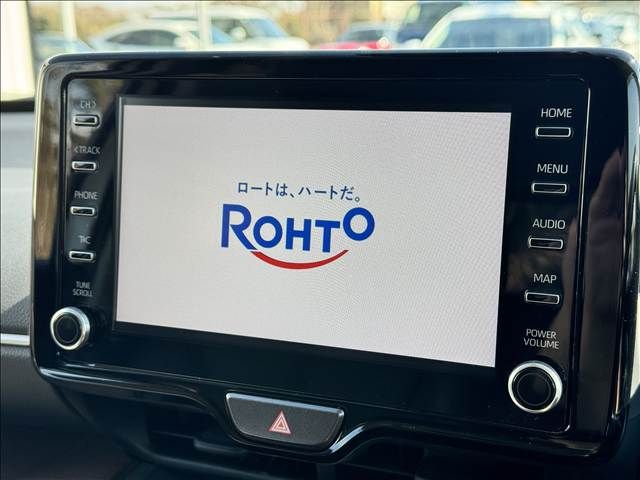 CH >
< TRACK
PHONE
T/C
TUNE
SCROLL
ロートは、ハートだ。
ROHTO
HOME
MENU
AUDIO
MAP
POWER
VOLUME